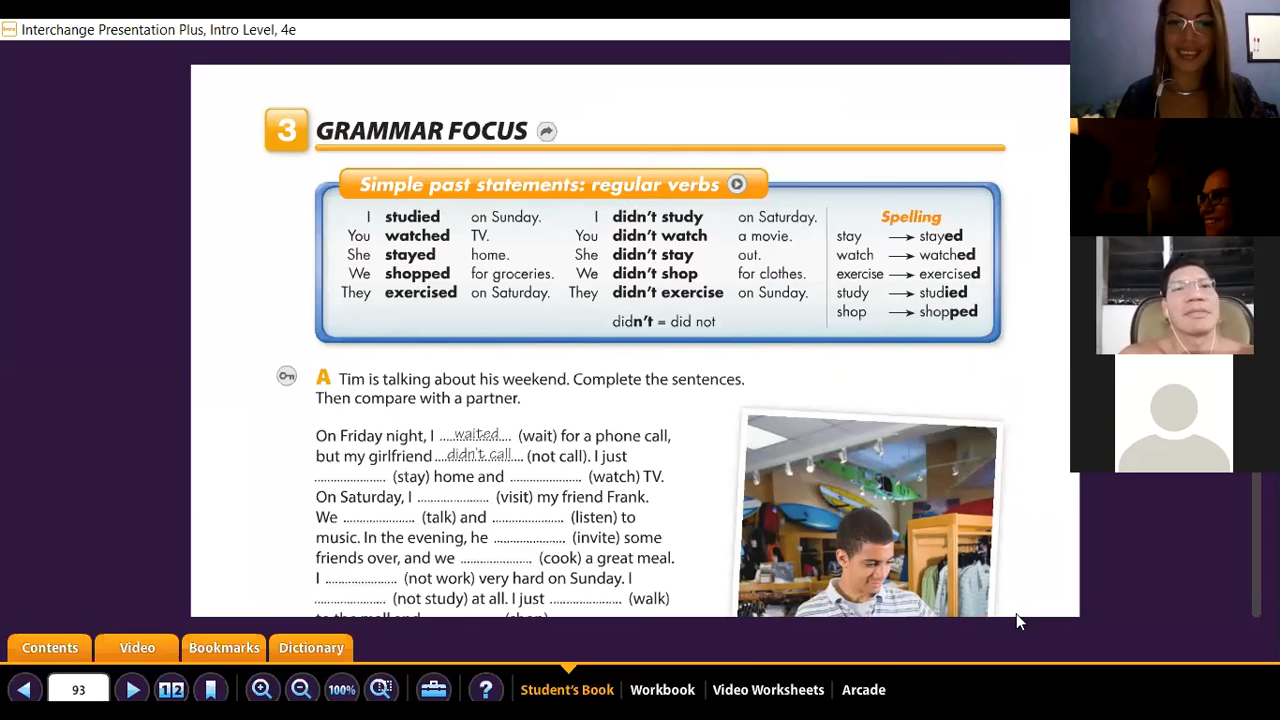 Interchange Presentation Plus, Intro Level, 4e
3 GRAMMAR FOCUS
Simple past statements: regular verbs
I studied on Sunday. I didn't study on Saturday. Spelling
You watched TV. You didn't watch a movie. stay → stayed
She stayed home. She didn't stay out. watch → watched
We shopped for groceries. We didn't shop for clothes. exercise → exercised
They exercised on Saturday. They didn't exercise on Sunday. study → studied
didn't = did not shop → shopped
A Tim is talking about his weekend. Complete the sentences.
Then compare with a partner.
On Friday night, I waited (wait) for a phone call,
but my girlfriend didn't call (not call). I just
.................... (stay) home and .................... (watch) TV.
On Saturday, I .................... (visit) my friend Frank.
We .................... (talk) and .................... (listen) to
music. In the evening, he .................... (invite) some
friends over, and we .................... (cook) a great meal.
I .................... (not work) very hard on Sunday. I
.................... (not study) at all. I just .................... (walk)
Contents Video Bookmarks Dictionary
93 12 100% ? Student's Book Workbook Video Worksheets Arcade